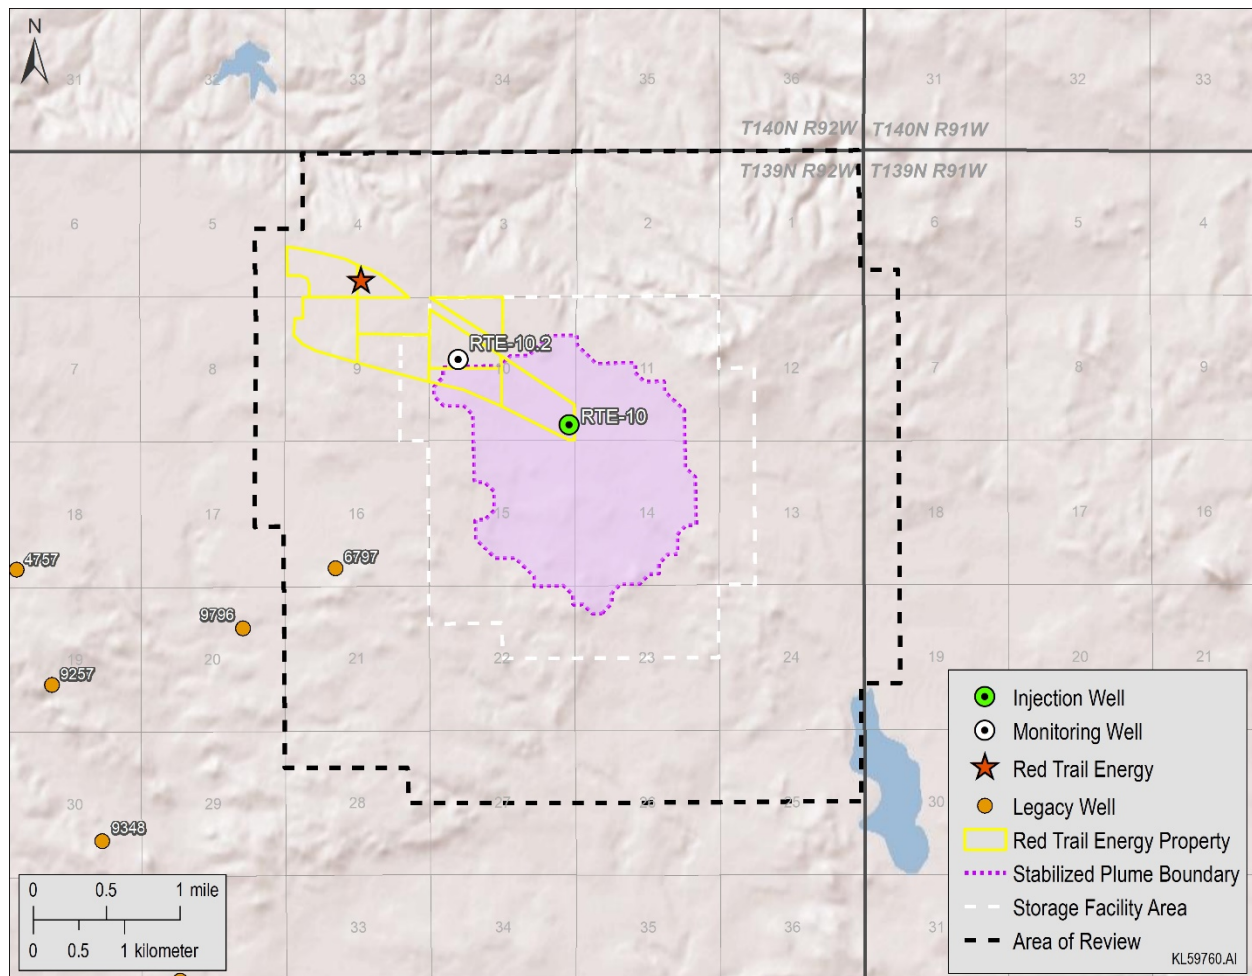 N
31 32 33 34 35 36 31 32 33
T140N R92W T140N R91W
T139N R92W T139N R91W
6 5 4 3 2 1 6 5 4
RTE-10.2
7 8 9 10 11 12 7 8 9
RTE-10
18 17 16 15 14 13 18 17 16
4757 6797
9796
19 20 21 22 23 24 19 20 21
9257
30 29 28 27 26 25 30
9348
33 34 35 36 31
0 0.5 1 mile
0 0.5 1 kilometer
Injection Well
Monitoring Well
Red Trail Energy
Legacy Well
Red Trail Energy Property
Stabilized Plume Boundary
Storage Facility Area
Area of Review
KL59760.AI